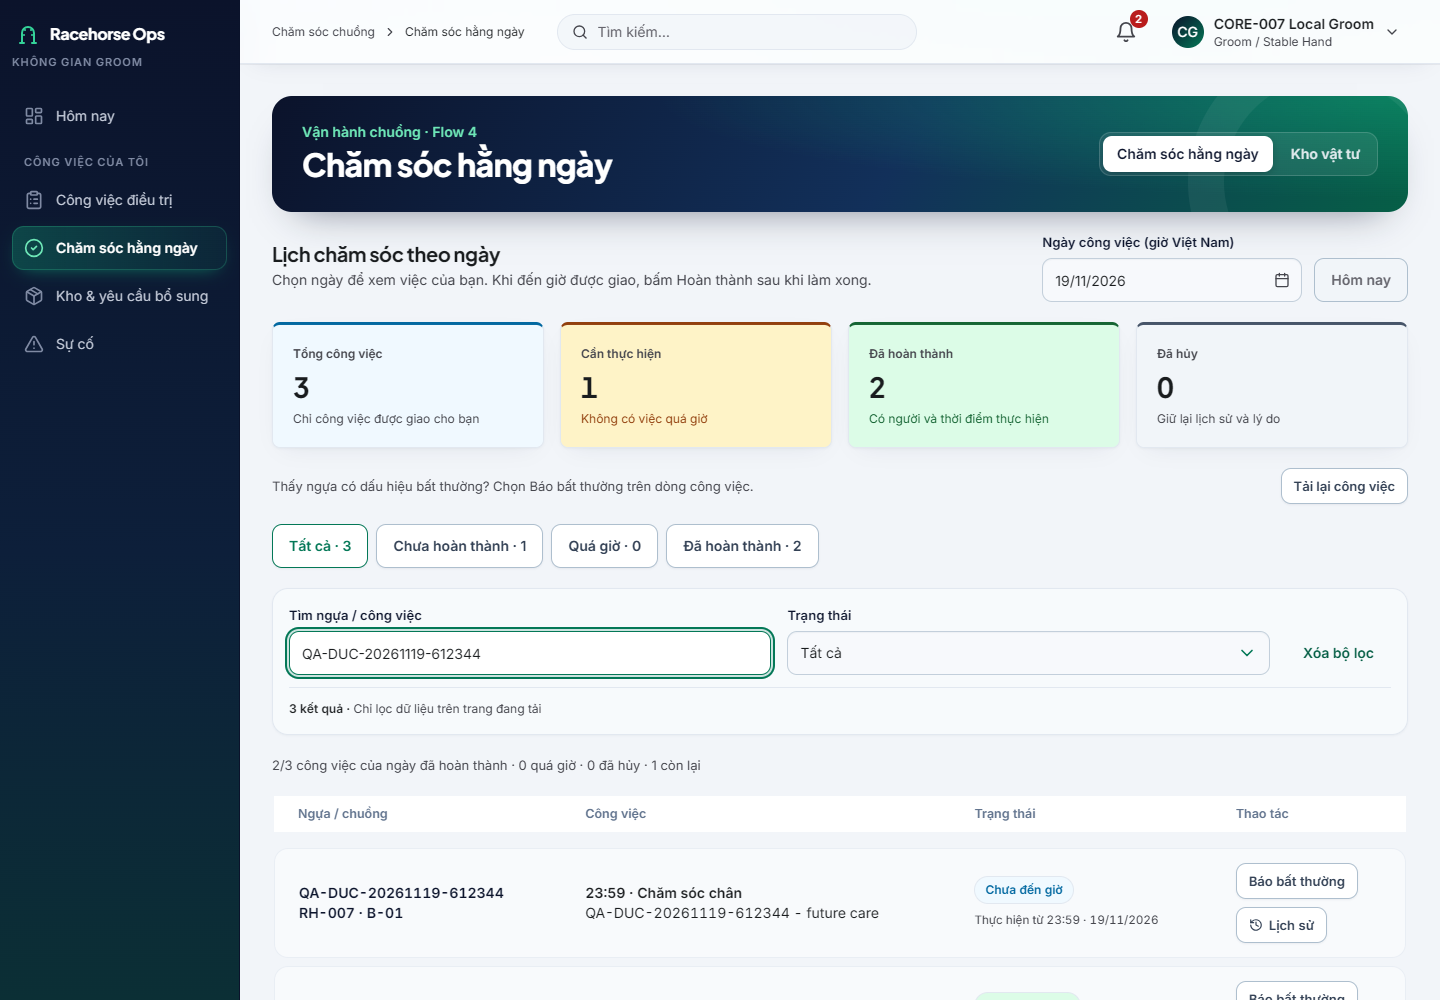 Racehorse Ops
KHÔNG GIAN GROOM
Hôm nay
CÔNG VIỆC CỦA TÔI
Công việc điều trị
Chăm sóc hằng ngày
Kho & yêu cầu bổ sung
Sự cố
Chăm sóc chuồng > Chăm sóc hằng ngày
Tìm kiếm...
2
CG
CORE-007 Local Groom
Groom / Stable Hand
Vận hành chuồng · Flow 4
Chăm sóc hằng ngày
Chăm sóc hằng ngày
Kho vật tư
Lịch chăm sóc theo ngày
Chọn ngày để xem việc của bạn. Khi đến giờ được giao, bấm Hoàn thành sau khi làm xong.
Ngày công việc (giờ Việt Nam)
19/11/2026
Hôm nay
Tổng công việc
3
Chỉ công việc được giao cho bạn
Cần thực hiện
1
Không có việc quá giờ
Đã hoàn thành
2
Có người và thời điểm thực hiện
Đã hủy
0
Giữ lại lịch sử và lý do
Thấy ngựa có dấu hiệu bất thường? Chọn Báo bất thường trên dòng công việc.
Tải lại công việc
Tất cả · 3
Chưa hoàn thành · 1
Quá giờ · 0
Đã hoàn thành · 2
Tìm ngựa / công việc
QA-DUC-20261119-612344
Trạng thái
Tất cả
Xóa bộ lọc
3 kết quả · Chỉ lọc dữ liệu trên trang đang tải
2/3 công việc của ngày đã hoàn thành · 0 quá giờ · 0 đã hủy · 1 còn lại
Ngựa / chuồng
Công việc
Trạng thái
Thao tác
QA-DUC-20261119-612344
RH-007 · B-01
23:59 · Chăm sóc chân
QA-DUC-20261119-612344 - future care
Chưa đến giờ
Thực hiện từ 23:59 · 19/11/2026
Báo bất thường
Lịch sử
Báo bất thường